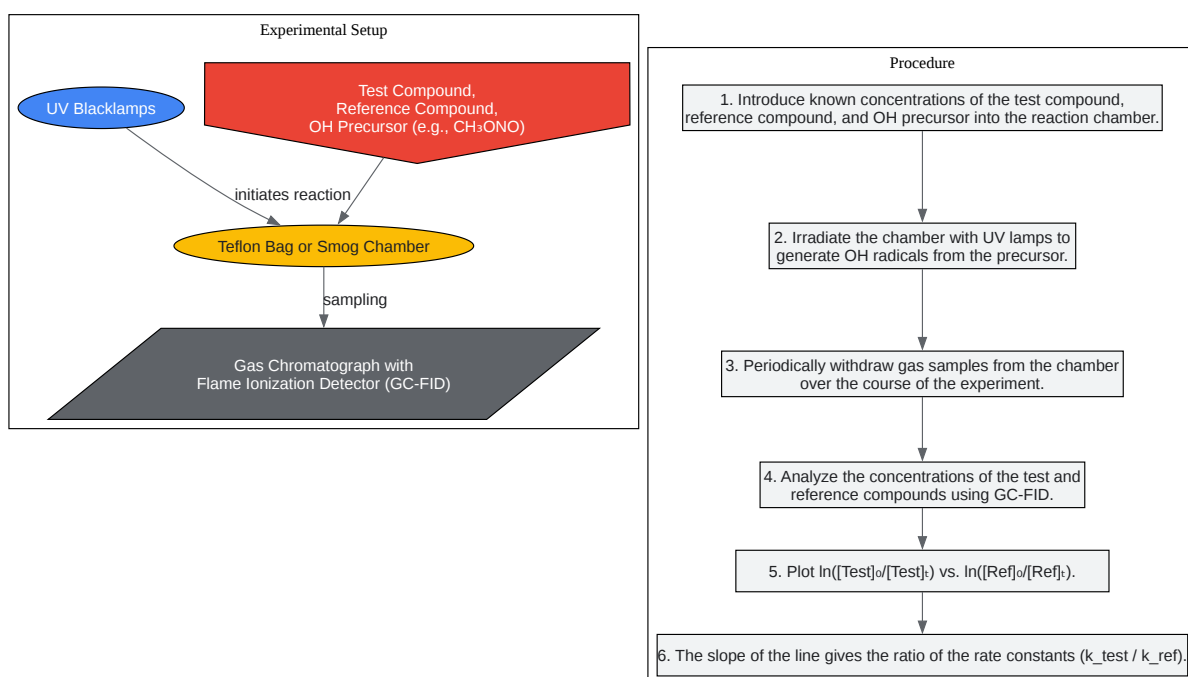 Experimental Setup
UV Blacklamps
Test Compound,
Reference Compound,
OH Precursor (e.g., CH₃ONO)
initiates reaction
Teflon Bag or Smog Chamber
sampling
Gas Chromatograph with
Flame Ionization Detector (GC-FID)
Procedure
1. Introduce known concentrations of the test compound,
reference compound, and OH precursor into the reaction chamber.
2. Irradiate the chamber with UV lamps to
generate OH radicals from the precursor.
3. Periodically withdraw gas samples from the chamber
over the course of the experiment.
4. Analyze the concentrations of the test and
reference compounds using GC-FID.
5. Plot ln([Test]₀/[Test]ₜ) vs. ln([Ref]₀/[Ref]ₜ).
6. The slope of the line gives the ratio of the rate constants (k_test / k_ref).